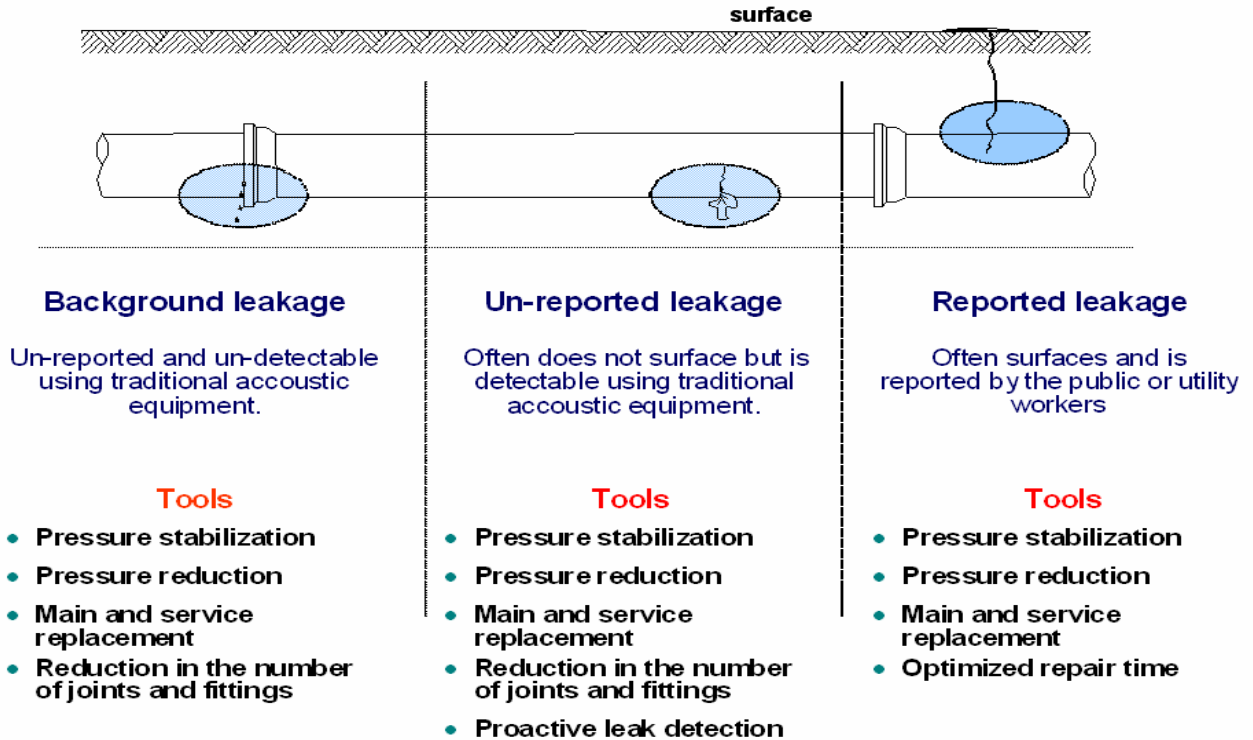 surface
Background leakage
Un-reported and un-detectable
using traditional accoustic
equipment.
Tools
• Pressure stabilization
• Pressure reduction
• Main and service
replacement
• Reduction in the number
of joints and fittings
Un-reported leakage
Often does not surface but is
detectable using traditional
accoustic equipment.
Tools
• Pressure stabilization
• Pressure reduction
• Main and service
replacement
• Reduction in the number
of joints and fittings
• Proactive leak detection
Reported leakage
Often surfaces and is
reported by the public or utility
workers
Tools
• Pressure stabilization
• Pressure reduction
• Main and service
replacement
• Optimized repair time